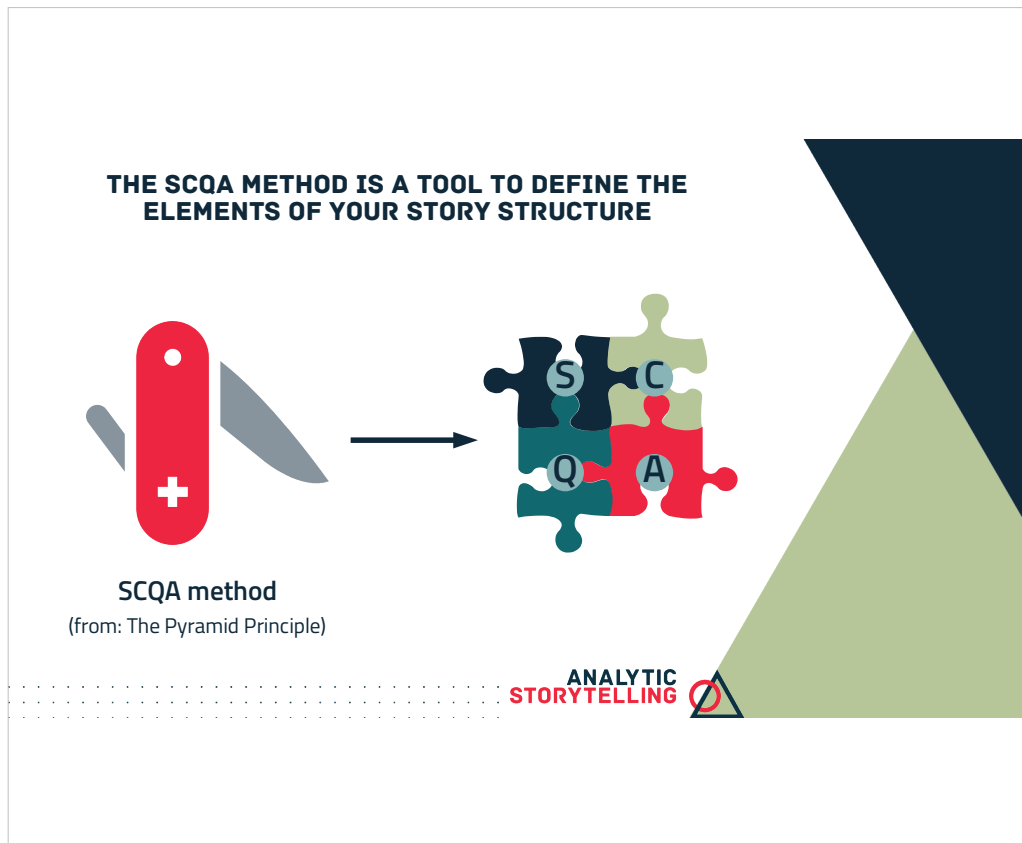 THE SCQA METHOD IS A TOOL TO DEFINE THE
ELEMENTS OF YOUR STORY STRUCTURE
S
C
Q
A
SCQA method
(from: The Pyramid Principle)
ANALYTIC
STORYTELLING